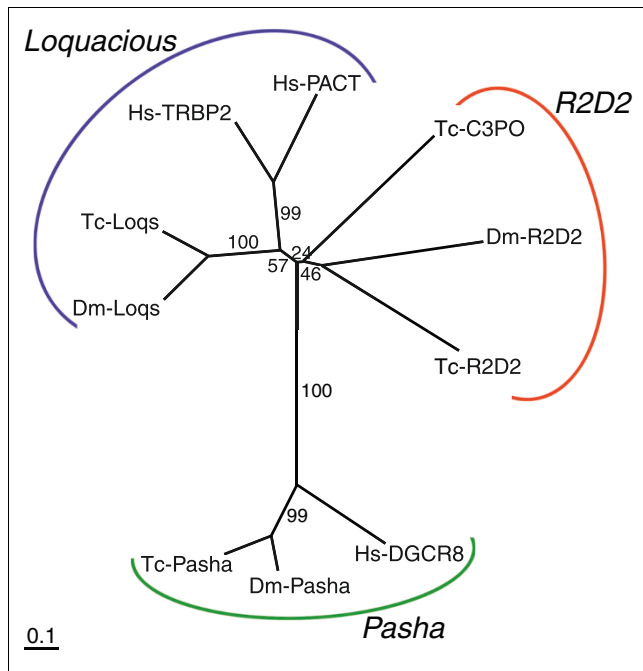 Loquacious
Hs-PACT
R2D2
Hs-TRBP2
Tc-C3PO
99
Tc-Loqs
100
24
Dm-R2D2
57
46
Dm-Loqs
Tc-R2D2
100
99
Tc-Pasha
Hs-DGCR8
Dm-Pasha
Pasha
0.1